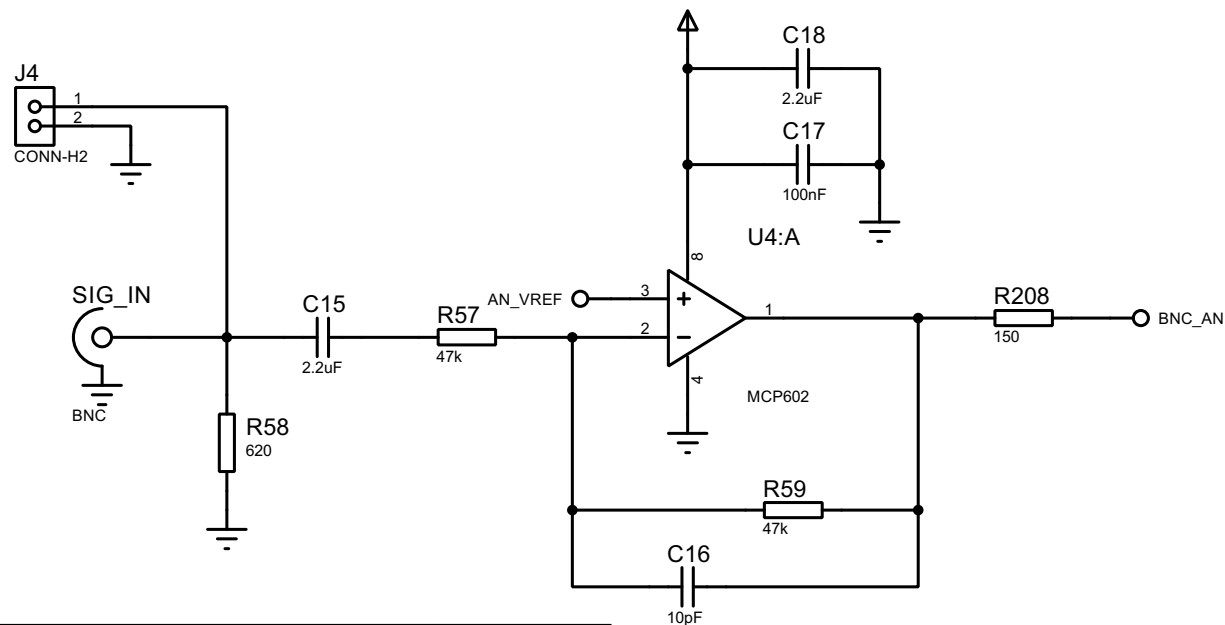 C18
2.2uF
J4
1
2
CONN-H2
C17
100nF
U4:A
8
SIG_IN
BNC
C15
2.2uF
R57
47k
AN_VREF
3
+
2
−
1
4
MCP602
R208
150
BNC_AN
R58
620
R59
47k
C16
10pF